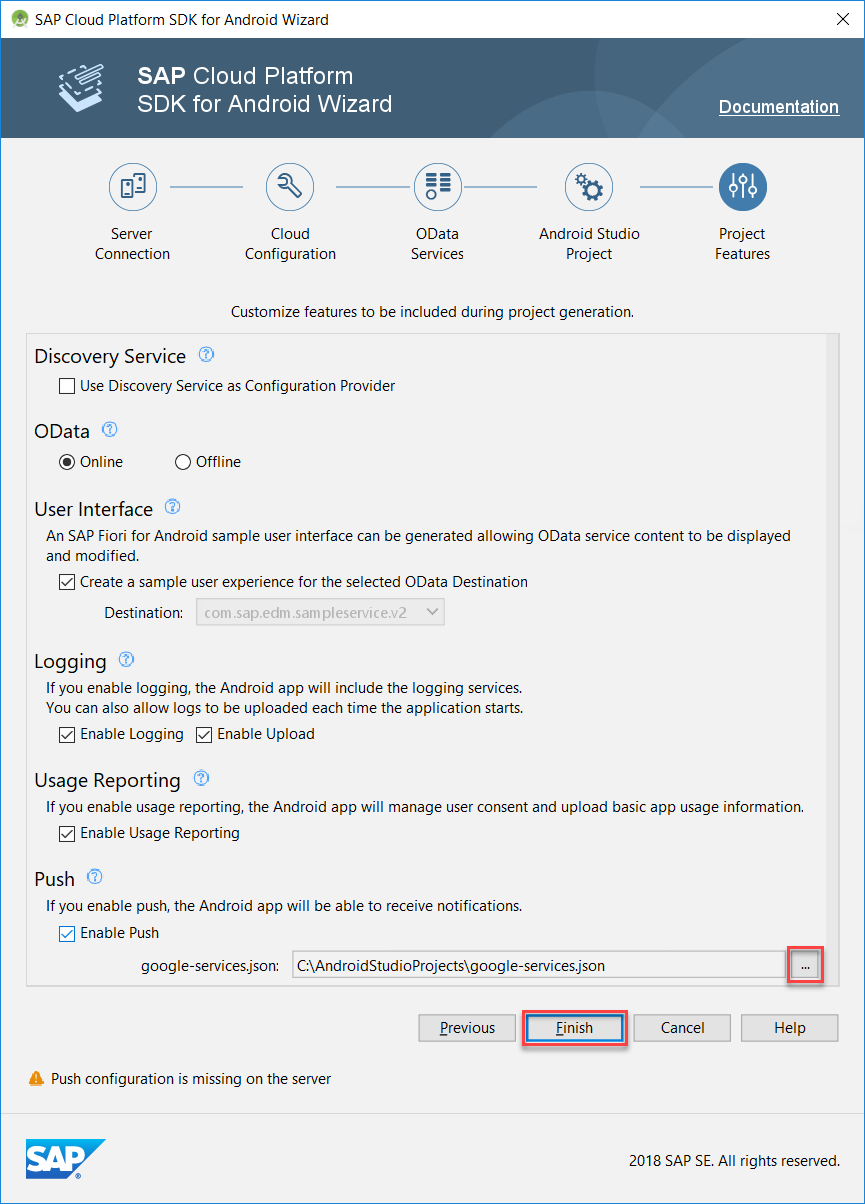 SAP Cloud Platform SDK for Android Wizard
SAP Cloud Platform
SDK for Android Wizard
Documentation
Server
Connection
Cloud
Configuration
OData
Services
Android Studio
Project
Project
Features
Customize features to be included during project generation.
Discovery Service ?
Use Discovery Service as Configuration Provider
OData ?
Online Offline
User Interface ?
An SAP Fiori for Android sample user interface can be generated allowing OData service content to be displayed
and modified.
Create a sample user experience for the selected OData Destination
Destination: com.sap.edm.sampleservice.v2
Logging ?
If you enable logging, the Android app will include the logging services.
You can also allow logs to be uploaded each time the application starts.
Enable Logging Enable Upload
Usage Reporting ?
If you enable usage reporting, the Android app will manage user consent and upload basic app usage information.
Enable Usage Reporting
Push ?
If you enable push, the Android app will be able to receive notifications.
Enable Push
google-services.json: C:\AndroidStudioProjects\google-services.json ...
Previous Finish Cancel Help
Push configuration is missing on the server
SAP® 2018 SAP SE. All rights reserved.